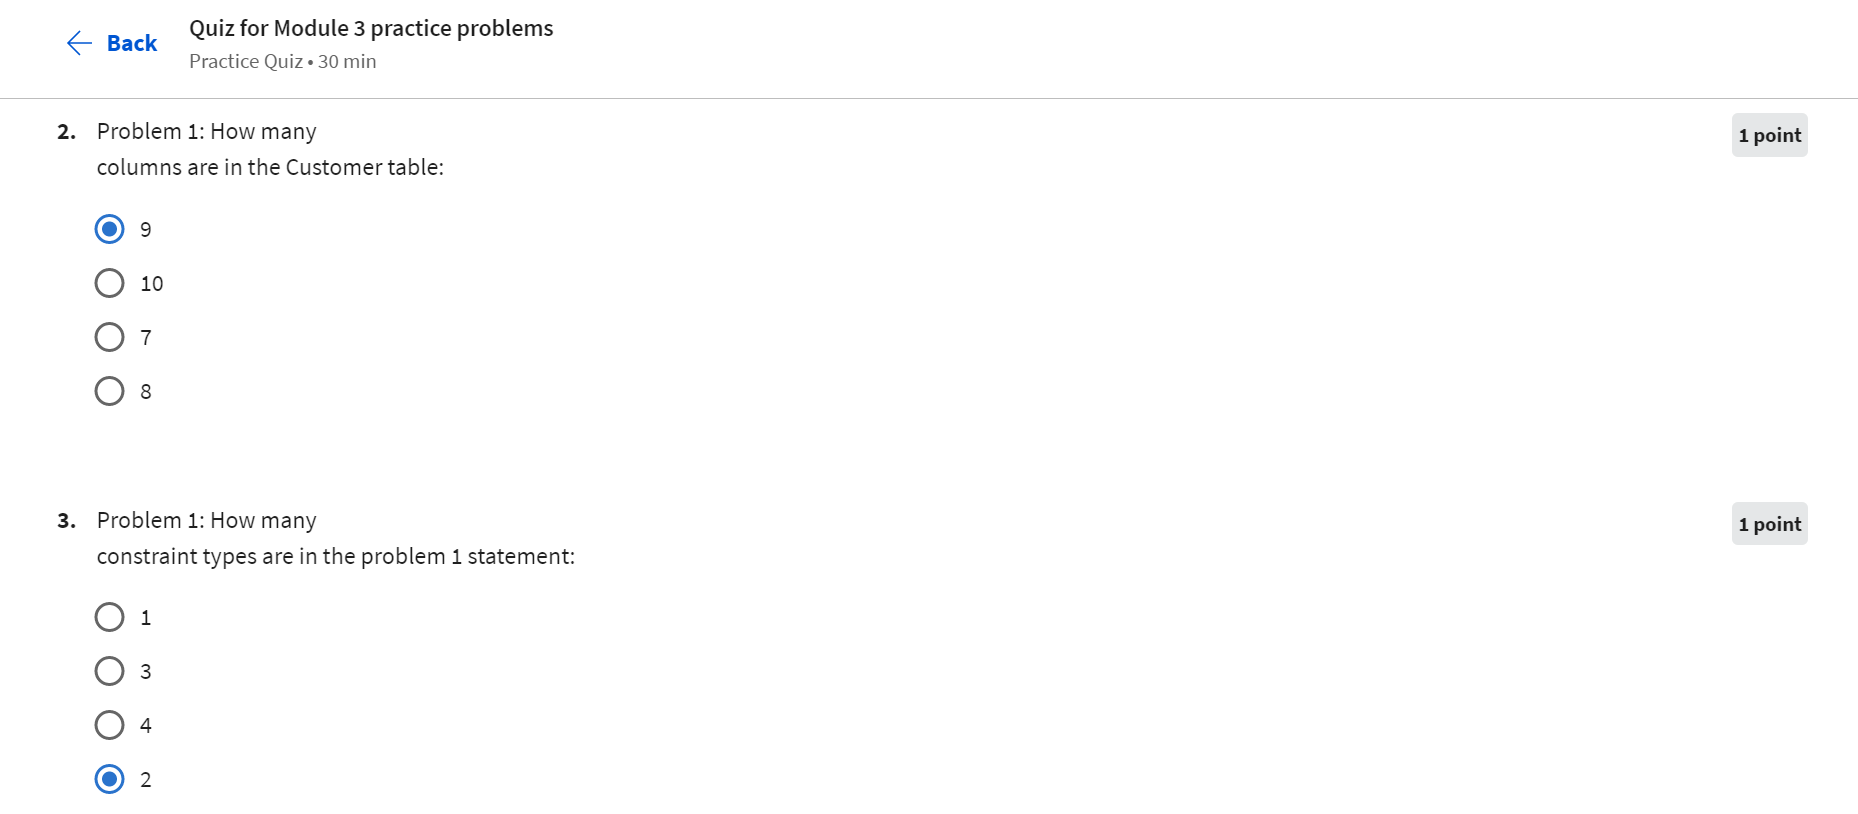 Back
Quiz for Module 3 practice problems
Practice Quiz • 30 min
2. Problem 1: How many
columns are in the Customer table:
1 point
9
10
7
8
3. Problem 1: How many
constraint types are in the problem 1 statement:
1 point
1
3
4
2